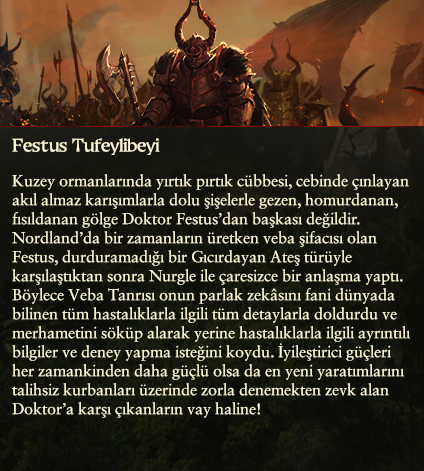 Festus Tufeylibeyi
Kuzey ormanlarında yırtık pırtık cübbesi, cebinde çınlayan
akıl almaz karışımlarla dolu şişelerle gezen, homurdanan,
fısıldanan gölge Doktor Festus'dan başkası değildir.
Nordland'da bir zamanların üretken veba şifacısı olan
Festus, durduramadığı bir Gıcırdayan Ateş türüyle
karşılaştıktan sonra Nurgle ile çaresizce bir anlaşma yaptı.
Böylece Veba Tanrısı onun parlak zekâsını fani dünyada
bilinen tüm hastalıklarla ilgili tüm detaylarla doldurdu ve
merhametini söküp alarak yerine hastalıklarla ilgili ayrıntılı
bilgiler ve deney yapma isteğini koydu. İyileştirici güçleri
her zamankinden daha güçlü olsa da en yeni yaratımlarını
talihsiz kurbanları üzerinde zorla denemekten zevk alan
Doktor'a karşı çıkanların vay haline!